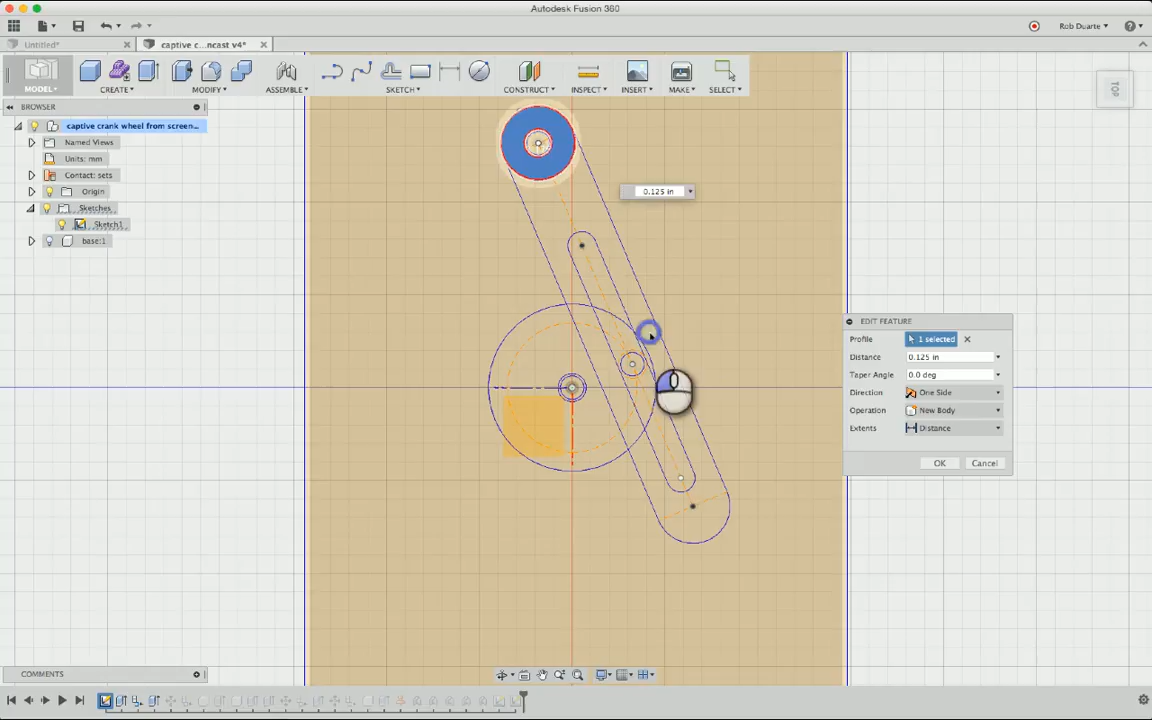 Autodesk Fusion 360
Rob Duarte
Untitled*
captive c...ncast v4*
MODEL
CREATE
MODIFY
ASSEMBLE
SKETCH
CONSTRUCT
INSPECT
INSERT
MAKE
SELECT
BROWSER
TOP
captive crank wheel from screen...
Named Views
Units: mm
Contact: sets
Origin
Sketches
Sketch1
base:1
0.125 in
EDIT FEATURE
Profile 1 selected
Distance 0.125 in
Taper Angle 0.0 deg
Direction One Side
Operation New Body
Extents Distance
OK Cancel
COMMENTS